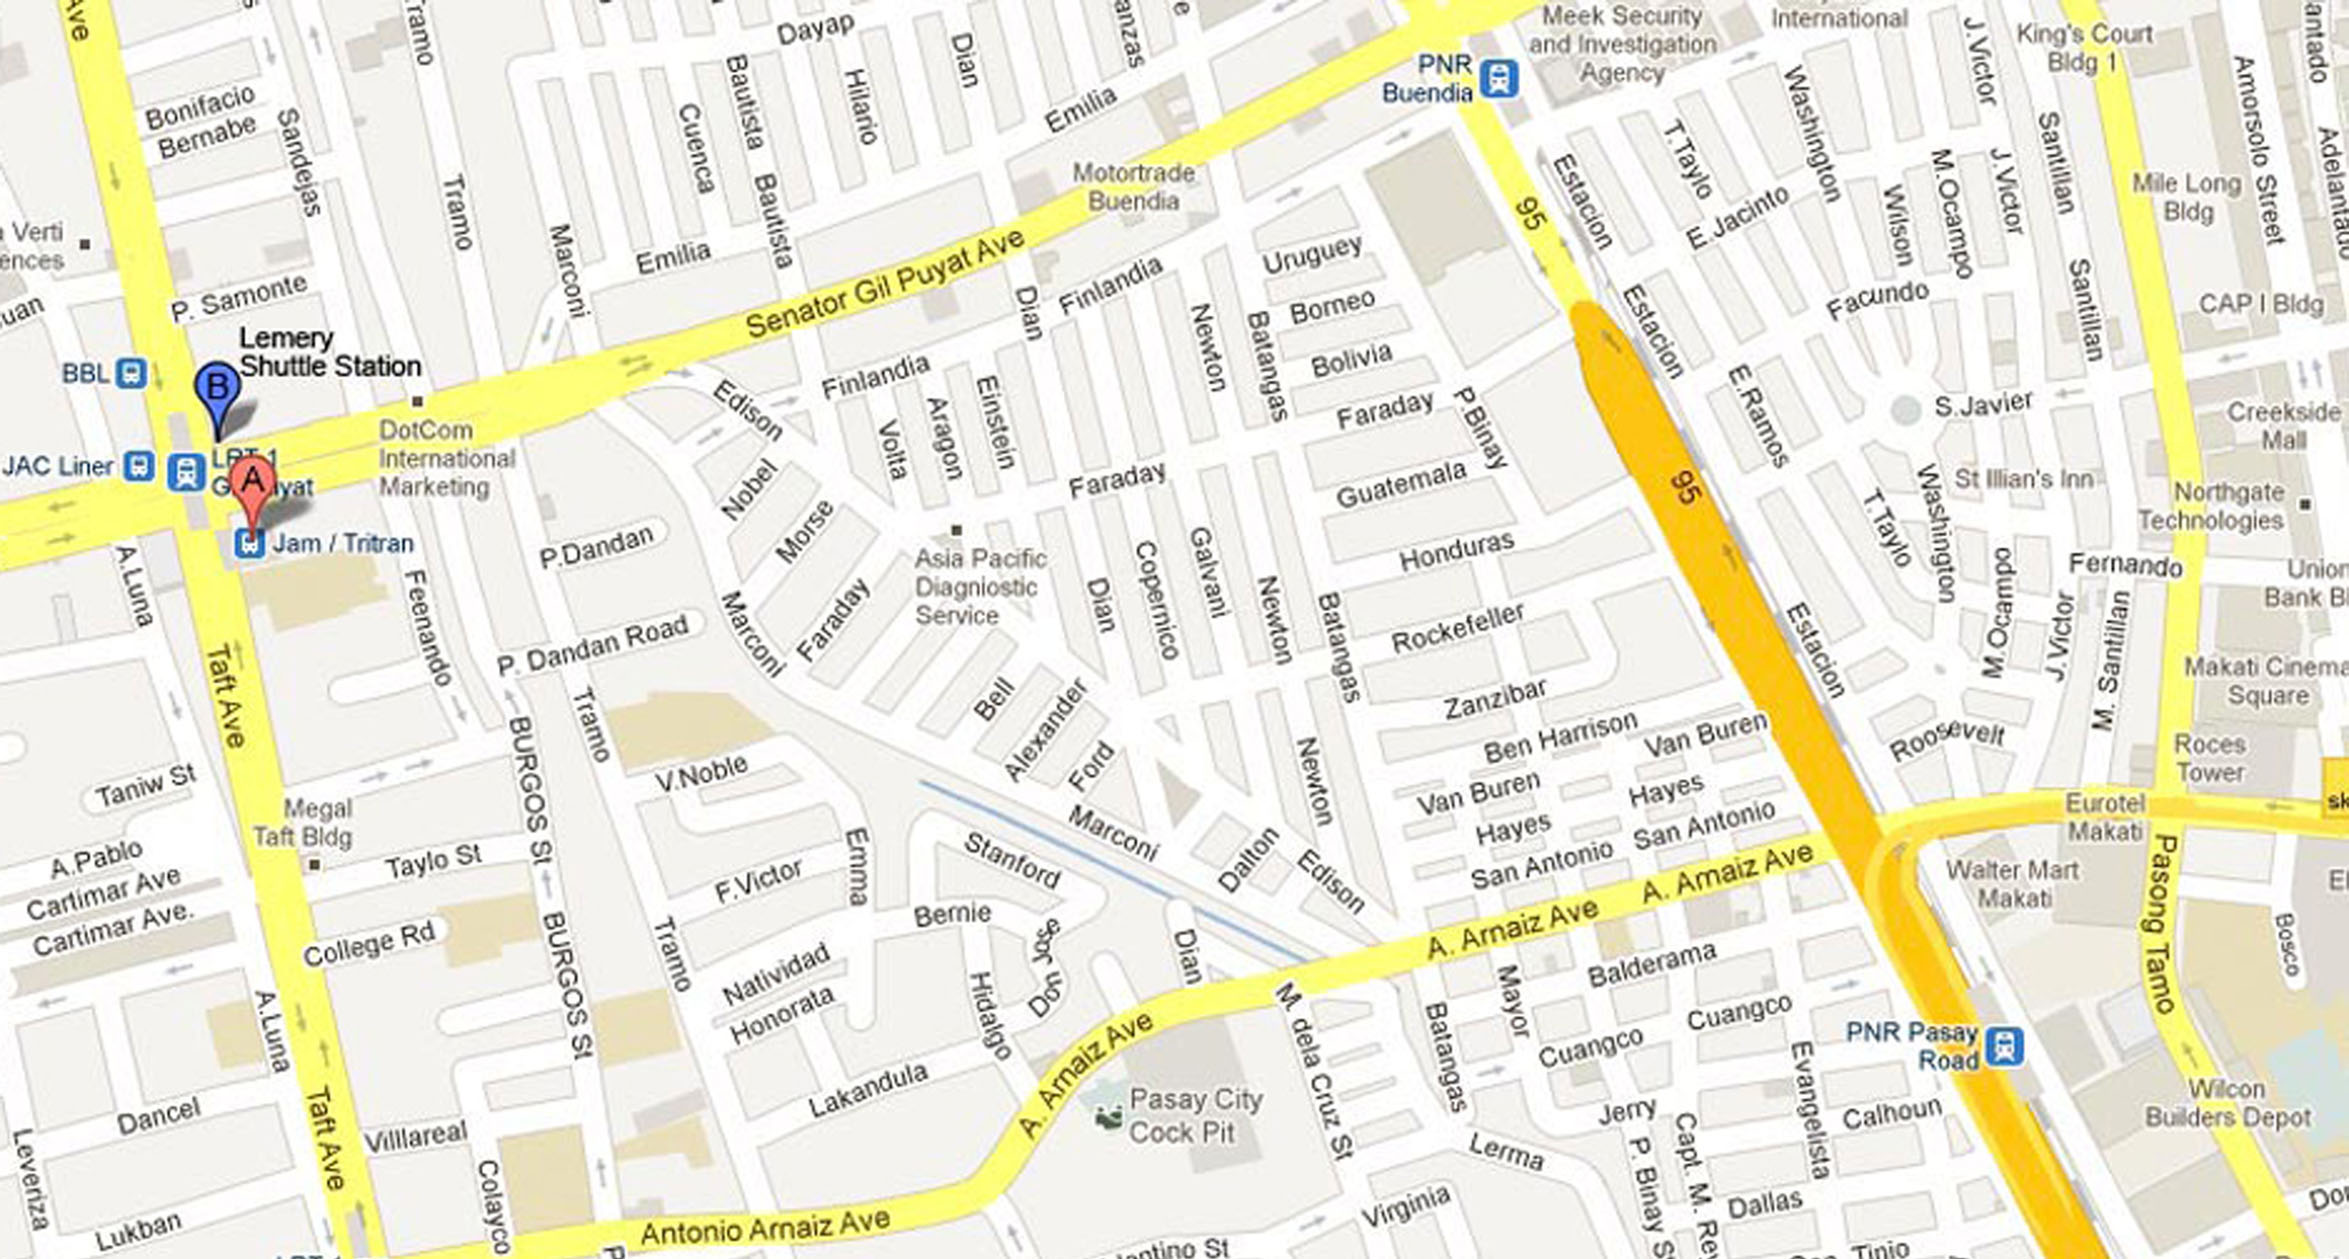 Ave
Tramo
Dayap
Dian
Meek Security
and Investigation
Agency
International
J.Victor
King's Court
Bldg 1
PNR
Buendia
Bonifacio
Bernabe
Sandejas
Cuenca
Bautista
Hilario
Emilia
Washington
Amorsolo Street
Adelantado
Tramo
Bautista
Motortrade
Buendia
95
Estacion
T.Taylo
E.Jacinto
Wilson
M.Ocampo
J.Victor
Santillan
Mile Long
Bldg
Marconi
Emilia
Senator Gil Puyat Ave
Dian
Finlandia
Uruguey
Borneo
Newton
Batangas
Bolivia
Estacion
Facundo
Santillan
CAP I Bldg
P. Samonte
Lemery
Shuttle Station
BBL
B
DotCom
International
Marketing
Edison
Finlandia
Volta
Aragon
Einstein
Faraday
P.Binay
E.Ramos
S.Javier
Creekside
Mall
JAC Liner
LRT 1
A
Jam / Tritran
Nobel
Morse
Faraday
Guatemala
95
St Illian's Inn
Northgate
Technologies
A.Luna
Feenando
P.Dandan
Asia Pacific
Diagniostic
Service
Copernico
Galvani
Honduras
T.Taylo
Washington
M.Ocampo
Fernando
Union
Bank Bl
Taft Ave
P. Dandan Road
Marconi
Faraday
Dian
Newton
Batangas
Rockefeller
Estacion
J.Victor
M. Santillan
Makati Cinema
Square
Tramo
BURGOS St
Bell
Alexander
Ford
Zanzibar
Ben Harrison
Van Buren
Roosevelt
Roces
Tower
Taniw St
V.Noble
Newton
Van Buren
Hayes
Eurotel
Makati
Megal
Taft Bldg
Marconi
Hayes
San Antonio
A.Pablo
Taylo St
Emma
Stanford
Dalton
Edison
San Antonio
A. Arnaiz Ave
Walter Mart
Makati
Pasong Tamo
Cartimar Ave
Cartimar Ave.
F.Victor
Bernie
A. Arnaiz Ave
College Rd
BURGOS St
Tramo
Natividad
Honorata
Hidalgo
Don Jose
Dian
Balderama
Bosco
A.Luna
M. dela Cruz St
Batangas
Mayor
Cuangco
Cuangco
PNR Pasay
Road
A. Arnaiz Ave
Lakandula
Pasay City
Cock Pit
Evangelista
Wilcon
Builders Depot
Dancel
Taft Ave
Villlareal
Jerry
Calhoun
Leveriza
Colayco
Lerma
P. Binay S
Capt. M. Rey
Dallas
Lukban
Antonio Arnaiz Ave
Virginia
Tinio